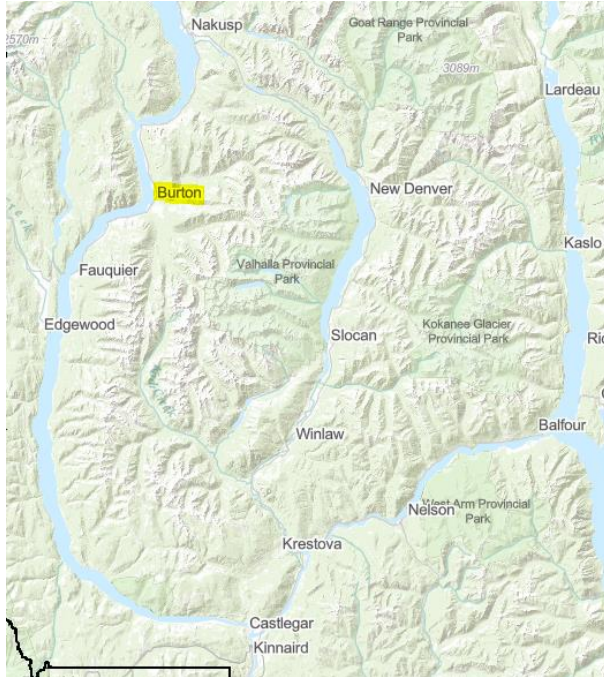 Nakusp
Goat Range Provincial
Park
2570m
3089m
Lardeau
Burton
New Denver
Kaslo
Fauquier
Valhalla Provincial
Park
Edgewood
Slocan
Kokanee Glacier
Provincial Park
Winlaw
Balfour
Nelson
West Arm Provincial
Park
Krestova
Castlegar
Kinnaird